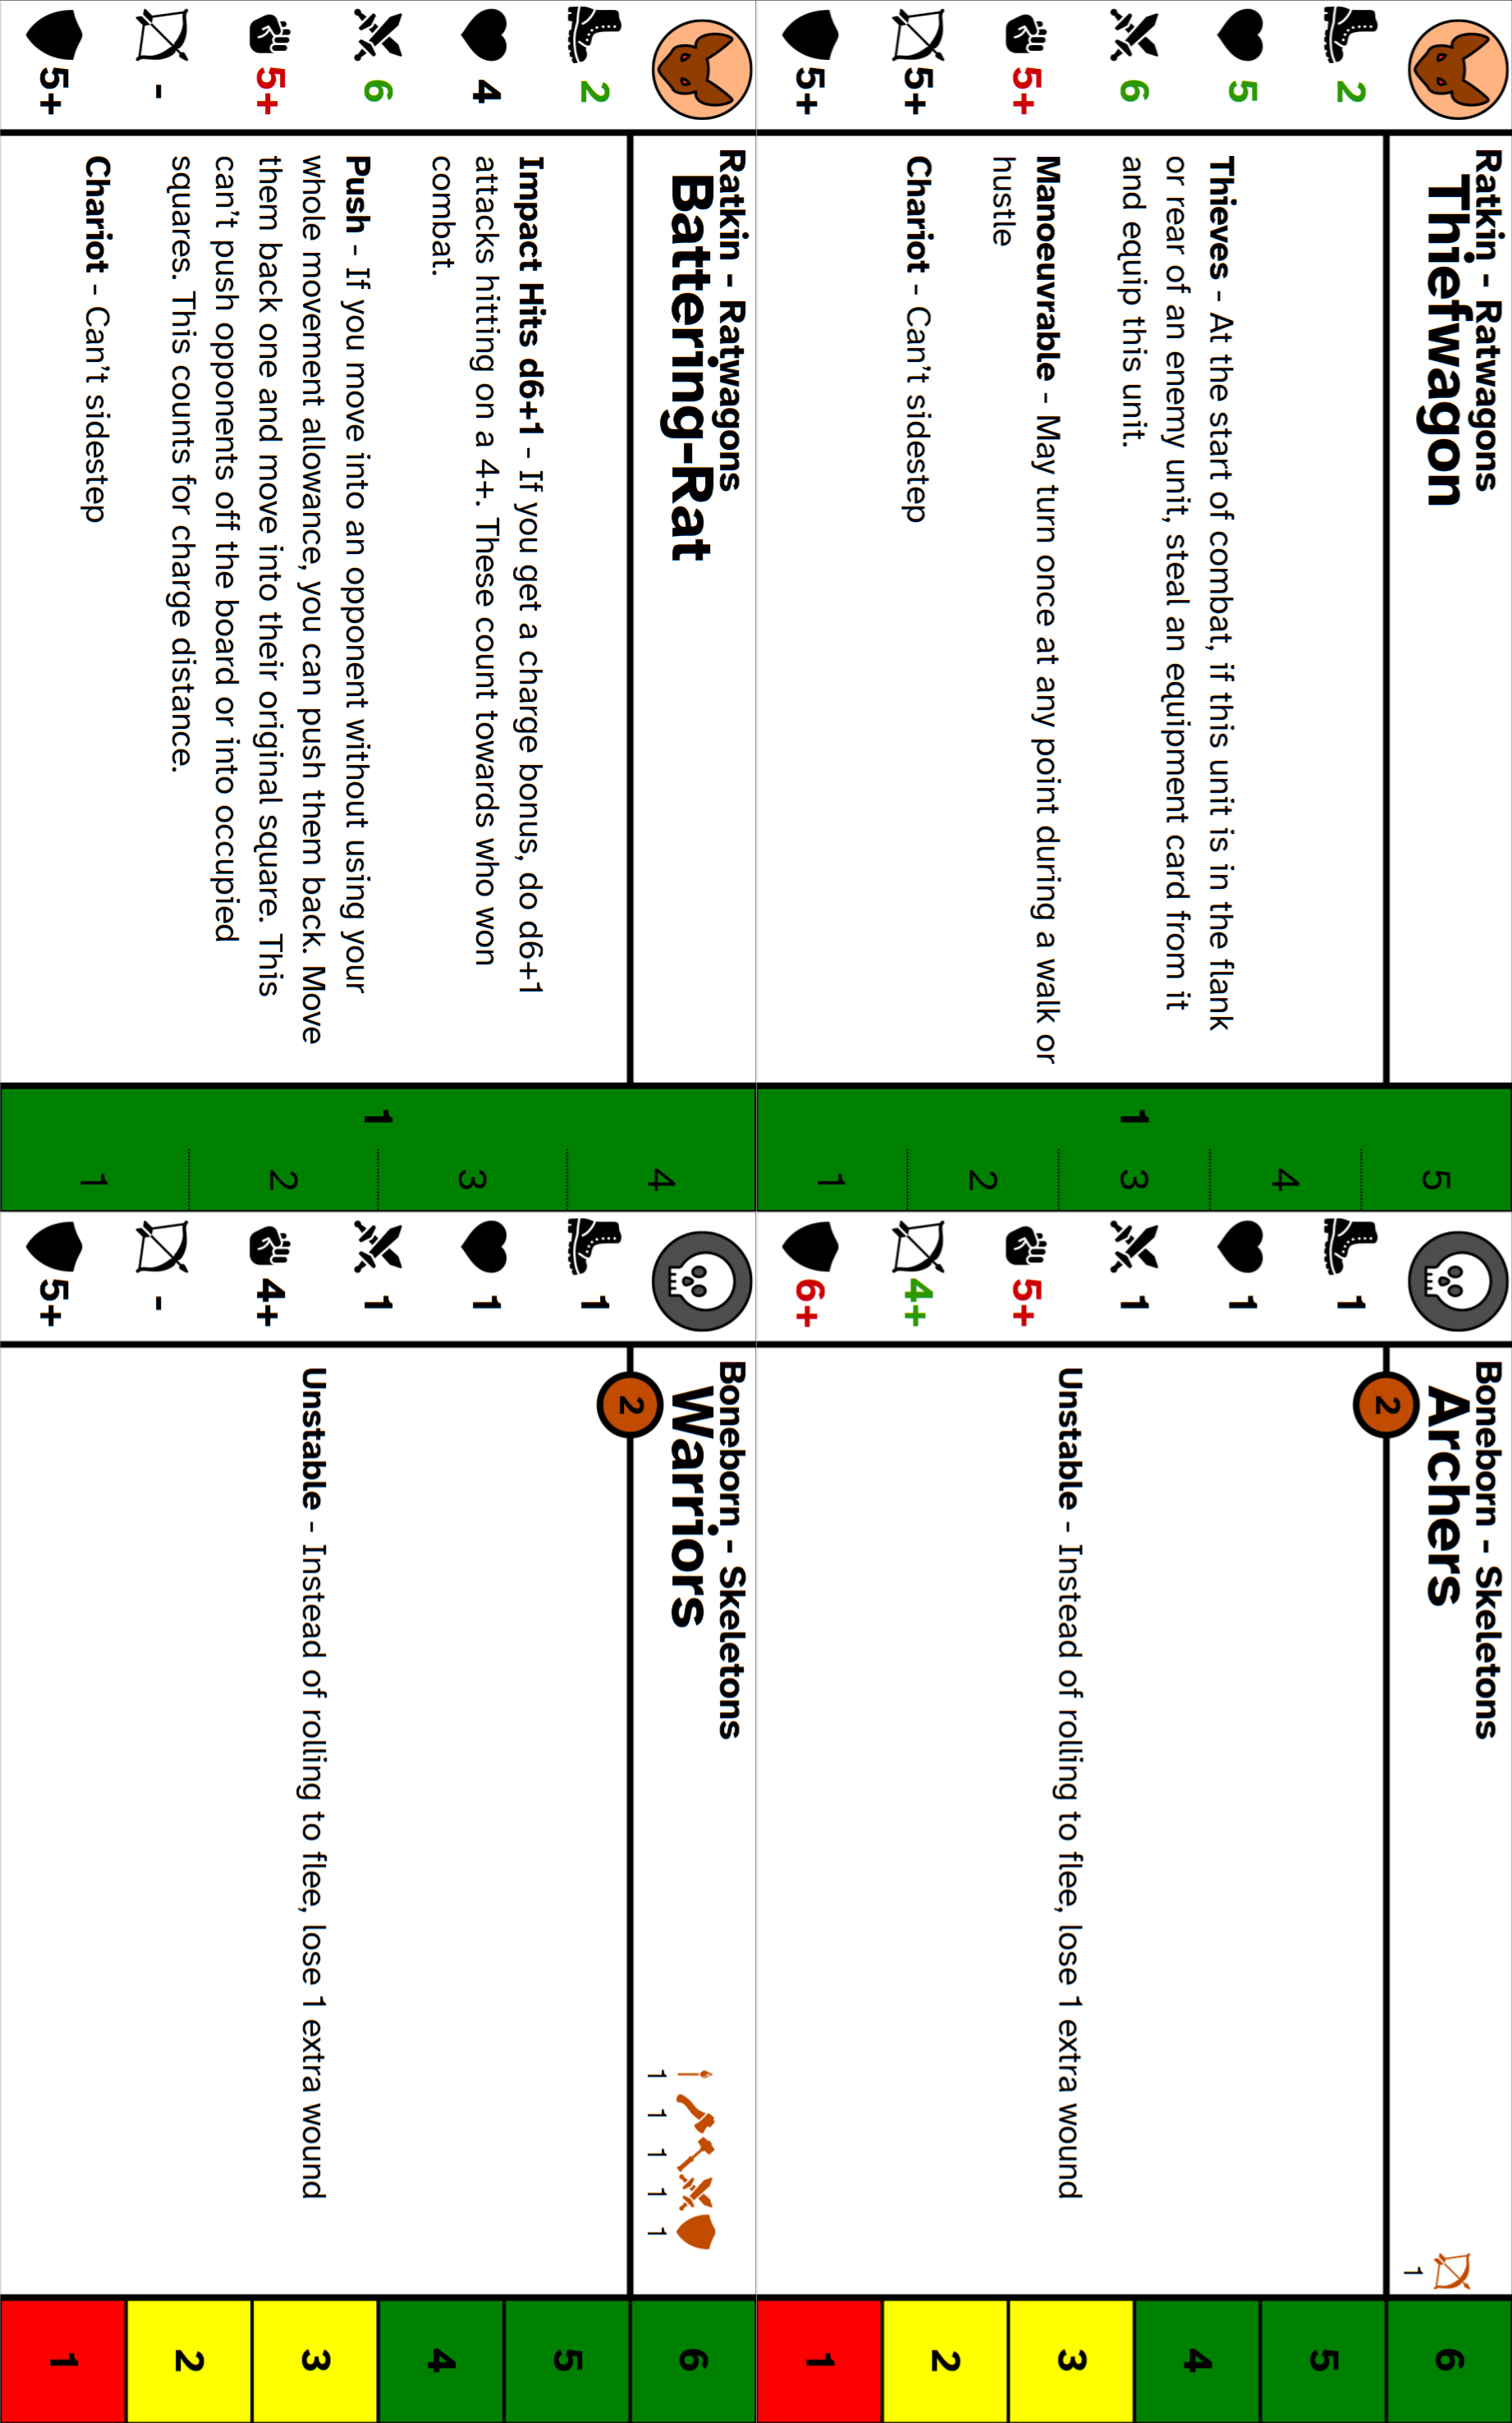 Ratkin - Ratwagons
Thiefwagon
2
5
6
5+
5+
5+
Thieves - At the start of combat, if this unit is in the flank
or rear of an enemy unit, steal an equipment card from it
and equip this unit.
Manoeuvrable - May turn once at any point during a walk or
hustle
Chariot - Can’t sidestep
1
5
4
3
2
1
Boneborn - Skeletons
Archers
1
2
1
1
1
5+
4+
6+
Unstable - Instead of rolling to flee, lose 1 extra wound
6
5
4
3
2
1
Ratkin - Ratwagons
Battering-Rat
2
4
6
5+
-
5+
Impact Hits d6+1 - If you get a charge bonus, do d6+1
attacks hitting on a 4+. These count towards who won
combat.
Push - If you move into an opponent without using your
whole movement allowance, you can push them back. Move
them back one and move into their original square. This
can’t push opponents off the board or into occupied
squares. This counts for charge distance.
Chariot - Can’t sidestep
1
4
3
2
1
Boneborn - Skeletons
Warriors
1 1 1 1 1
2
1
1
1
4+
-
5+
Unstable - Instead of rolling to flee, lose 1 extra wound
6
5
4
3
2
1